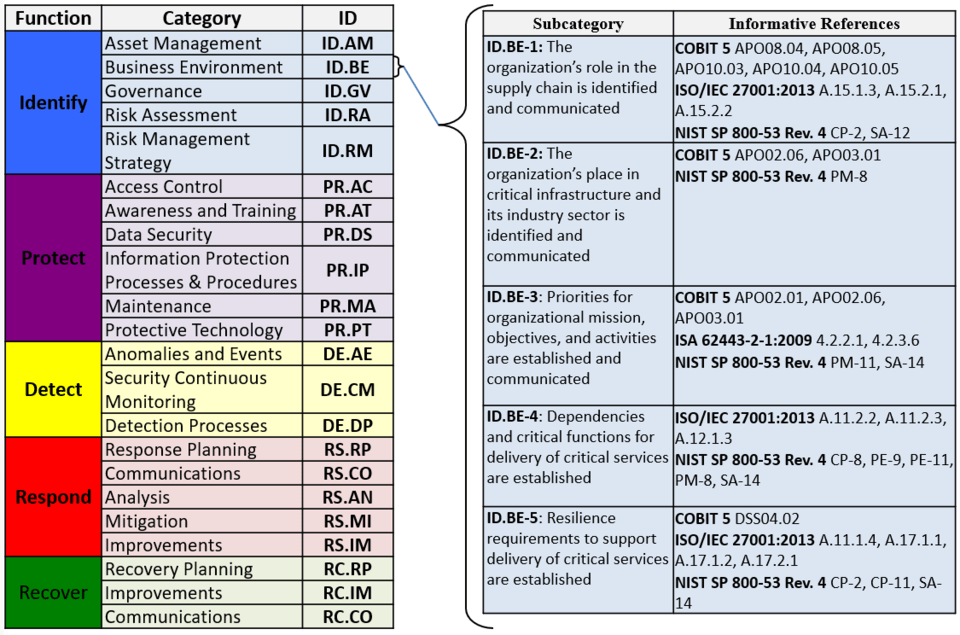 Function Category ID
Identify
Asset Management ID.AM
Business Environment ID.BE
Governance ID.GV
Risk Assessment ID.RA
Risk Management
Strategy
ID.RM
Protect
Access Control PR.AC
Awareness and Training PR.AT
Data Security PR.DS
Information Protection
Processes & Procedures
PR.IP
Maintenance PR.MA
Protective Technology PR.PT
Detect
Anomalies and Events DE.AE
Security Continuous
Monitoring
DE.CM
Detection Processes DE.DP
Respond
Response Planning RS.RP
Communications RS.CO
Analysis RS.AN
Mitigation RS.MI
Improvements RS.IM
Recover
Recovery Planning RC.RP
Improvements RC.IM
Communications RC.CO
Subcategory Informative References
ID.BE-1: The
organization’s role in the
supply chain is identified
and communicated
COBIT 5 APO08.04, APO08.05,
APO10.03, APO10.04, APO10.05
ISO/IEC 27001:2013 A.15.1.3, A.15.2.1,
A.15.2.2
NIST SP 800-53 Rev. 4 CP-2, SA-12
ID.BE-2: The
organization’s place in
critical infrastructure and
its industry sector is
identified and
communicated
COBIT 5 APO02.06, APO03.01
NIST SP 800-53 Rev. 4 PM-8
ID.BE-3: Priorities for
organizational mission,
objectives, and activities
are established and
communicated
COBIT 5 APO02.01, APO02.06,
APO03.01
ISA 62443-2-1:2009 4.2.2.1, 4.2.3.6
NIST SP 800-53 Rev. 4 PM-11, SA-14
ID.BE-4: Dependencies
and critical functions for
delivery of critical services
are established
ISO/IEC 27001:2013 A.11.2.2, A.11.2.3,
A.12.1.3
NIST SP 800-53 Rev. 4 CP-8, PE-9, PE-11,
PM-8, SA-14
ID.BE-5: Resilience
requirements to support
delivery of critical services
are established
COBIT 5 DSS04.02
ISO/IEC 27001:2013 A.11.1.4, A.17.1.1,
A.17.1.2, A.17.2.1
NIST SP 800-53 Rev. 4 CP-2, CP-11, SA-
14